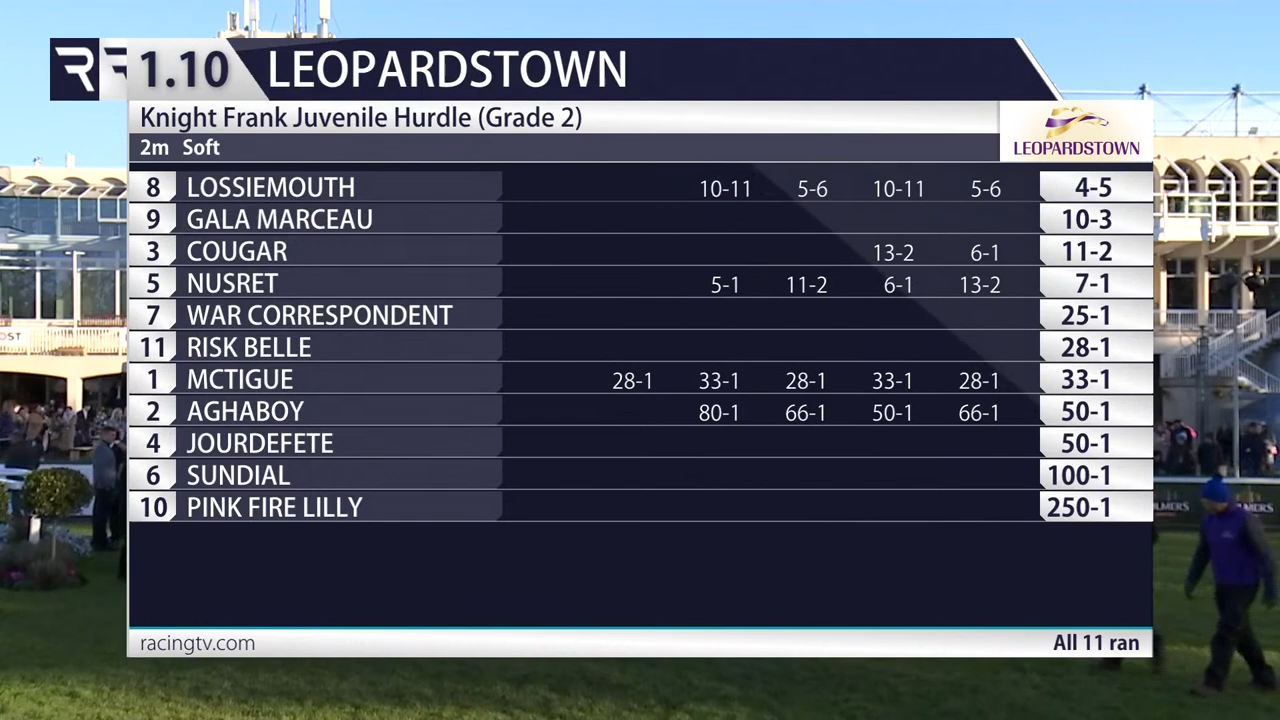 1.10 LEOPARDSTOWN
Knight Frank Juvenile Hurdle (Grade 2)
2m Soft
LEOPARDSTOWN
8 LOSSIEMOUTH 10-11 5-6 10-11 5-6 4-5
9 GALA MARCEAU 10-3
3 COUGAR 13-2 6-1 11-2
5 NUSRET 5-1 11-2 6-1 13-2 7-1
7 WAR CORRESPONDENT 25-1
11 RISK BELLE 28-1
1 MCTIGUE 28-1 33-1 28-1 33-1 28-1 33-1
2 AGHABOY 80-1 66-1 50-1 66-1 50-1
4 JOURDEFETE 50-1
6 SUNDIAL 100-1
10 PINK FIRE LILLY 250-1
racingtv.com All 11 ran